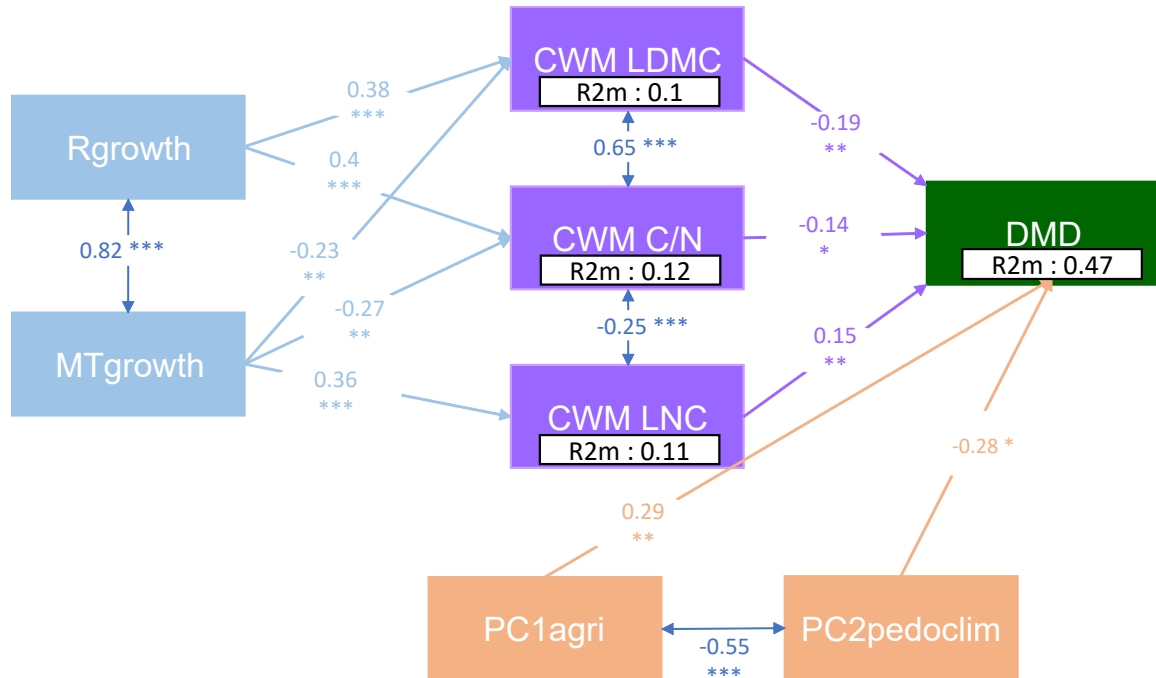 CWM LDMC
R2m : 0.1
0.38
***
-0.19
**
Rgrowth
0.4
***
0.65 ***
CWM C/N
R2m : 0.12
-0.14
*
DMD
R2m : 0.47
0.82 ***
-0.23
**
-0.27
**
-0.25 ***
0.15
**
MTgrowth
0.36
***
CWM LNC
R2m : 0.11
-0.28 *
0.29
**
PC1agri
PC2pedoclim
-0.55
***